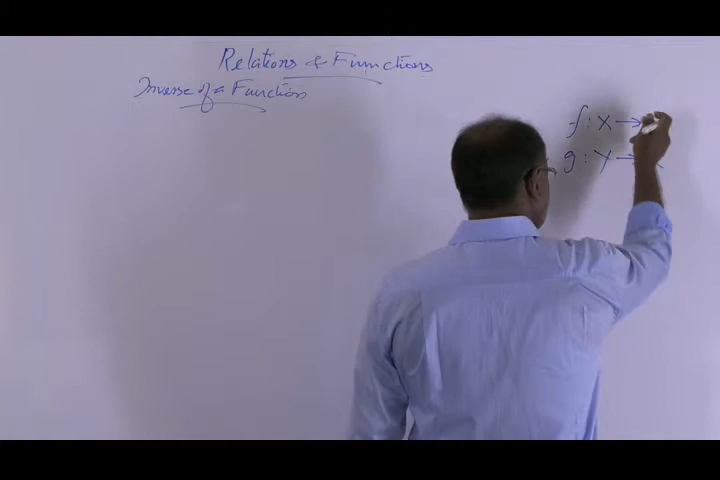 Relations & Functions
Inverse of a Function
f : X →
g : Y → X